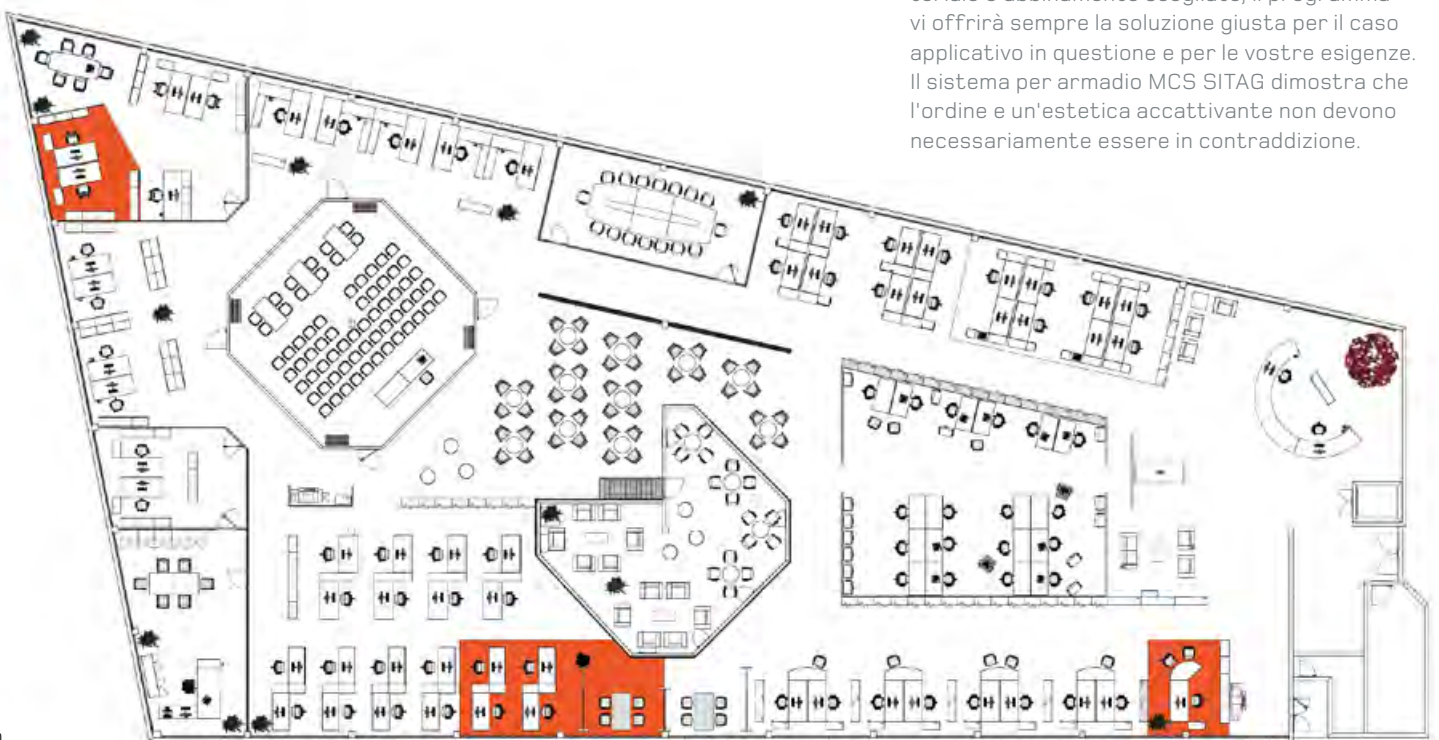 vi offrirà sempre la soluzione giusta per il caso
applicativo in questione e per le vostre esigenze.
Il sistema per armadio MCS SITAG dimostra che
l'ordine e un'estetica accattivante non devono
necessariamente essere in contraddizione.